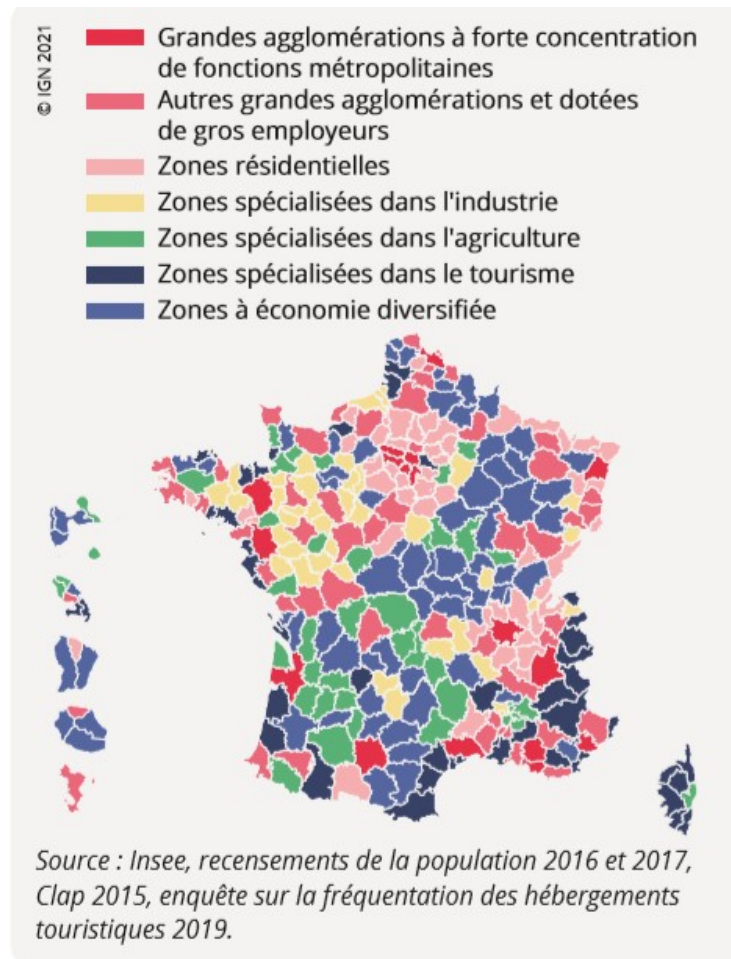 © IGN 2021
Grandes agglomérations à forte concentration
de fonctions métropolitaines
Autres grandes agglomérations et dotées
de gros employeurs
Zones résidentielles
Zones spécialisées dans l'industrie
Zones spécialisées dans l'agriculture
Zones spécialisées dans le tourisme
Zones à économie diversifiée
Source : Insee, recensements de la population 2016 et 2017,
Clap 2015, enquête sur la fréquentation des hébergements
touristiques 2019.